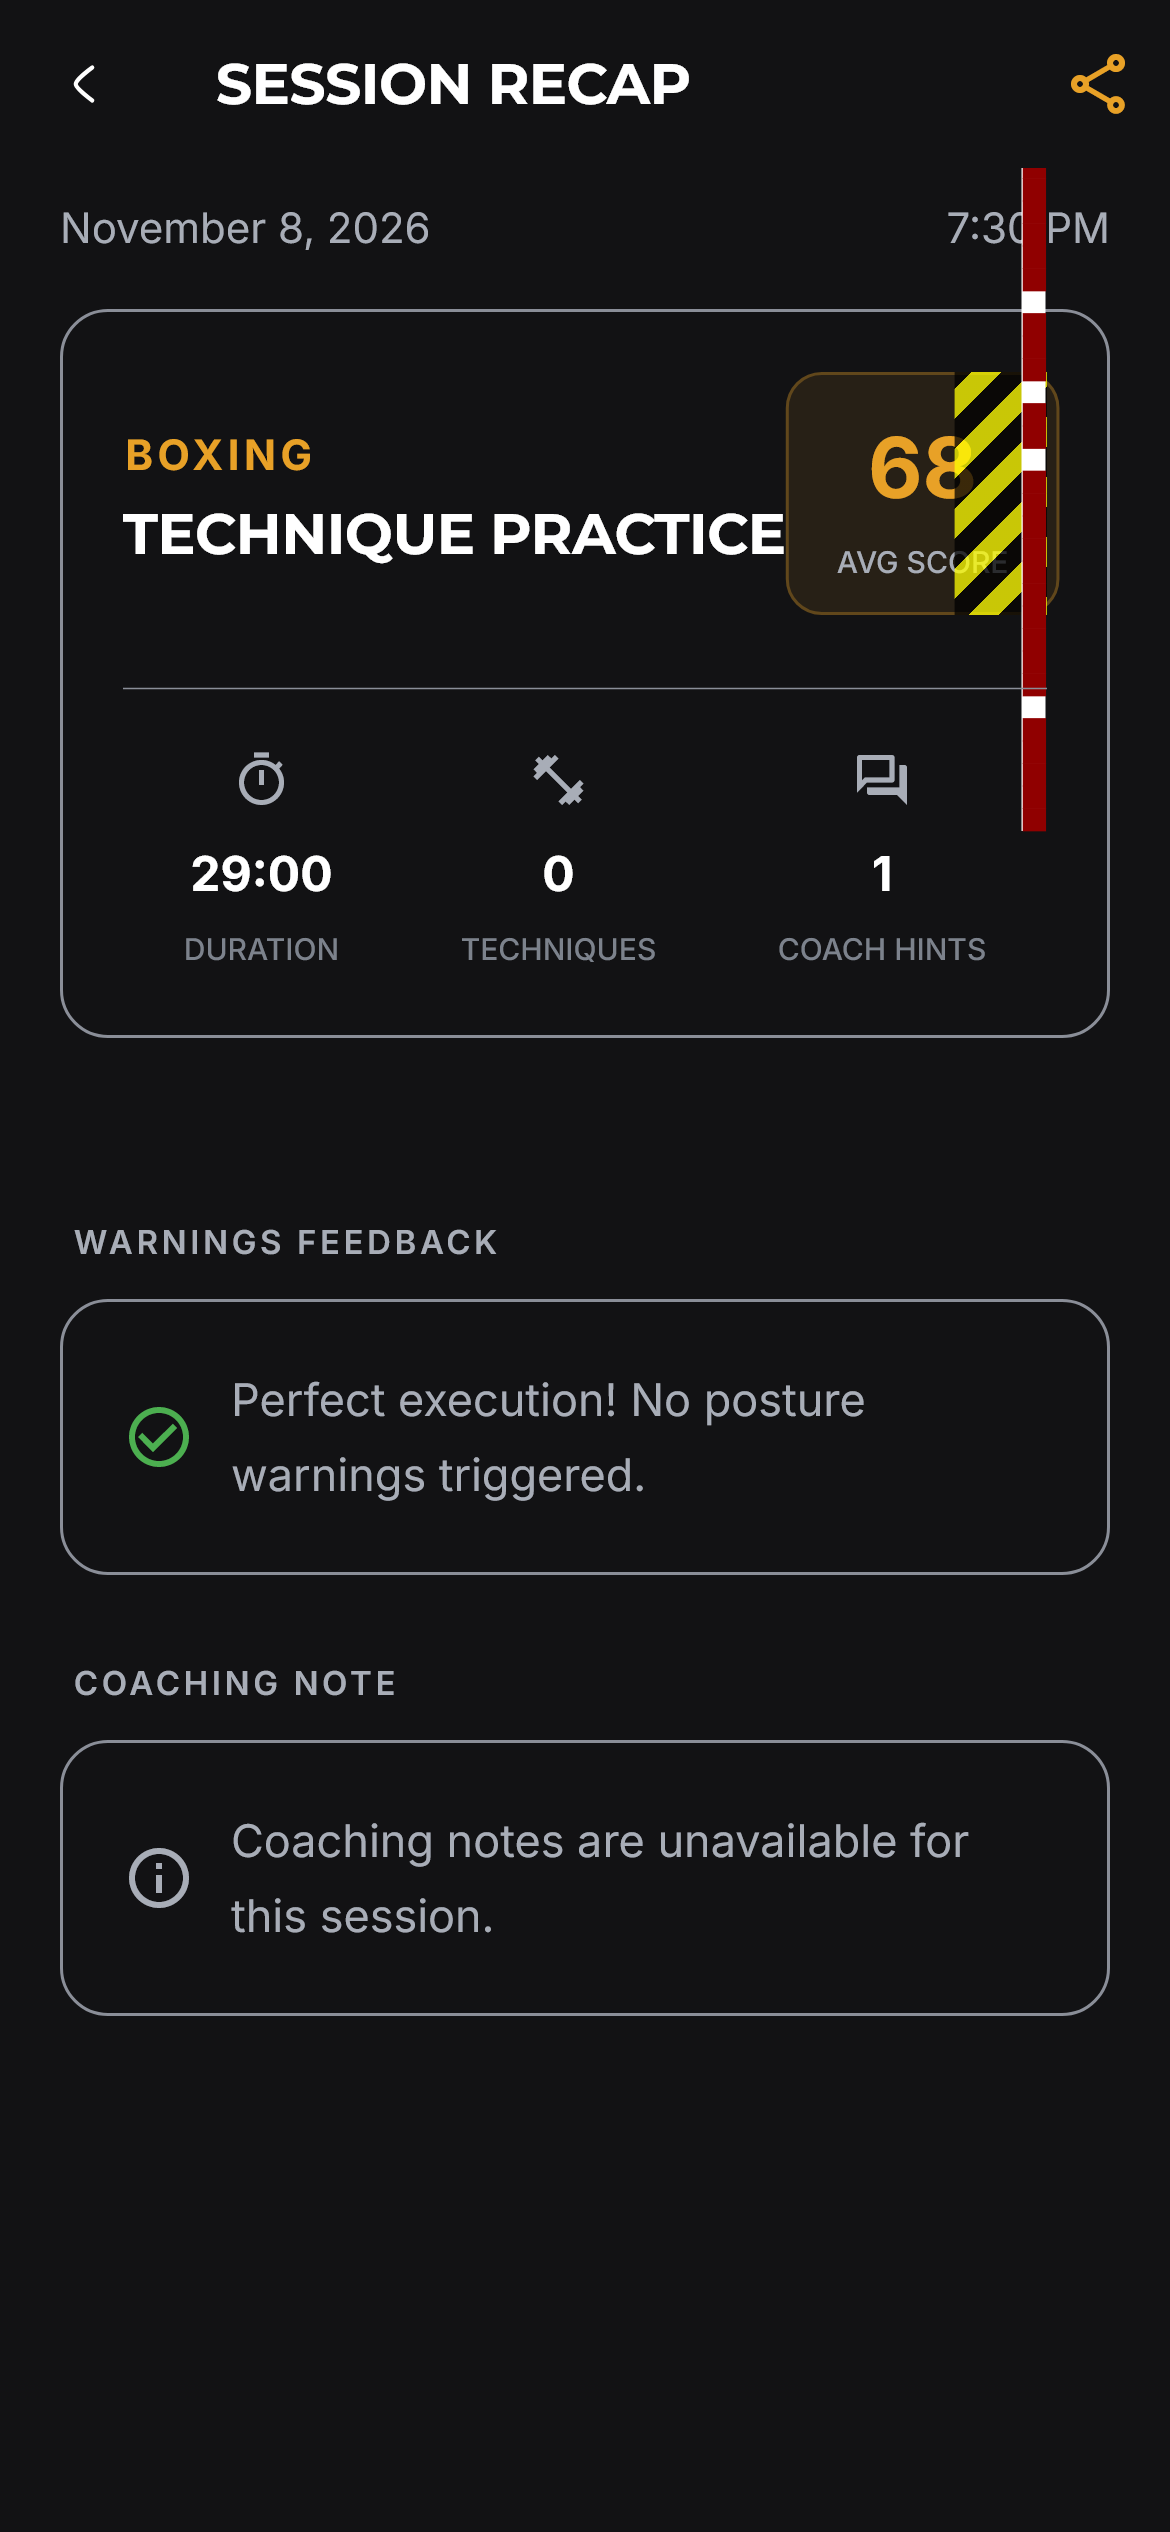 SESSION RECAP
November 8, 2026
7:30 PM
BOXING
TECHNIQUE PRACTICE
68
AVG SCORE
29:00
0
1
DURATION
TECHNIQUES
COACH HINTS
WARNINGS FEEDBACK
Perfect execution! No posture
warnings triggered.
COACHING NOTE
Coaching notes are unavailable for
this session.